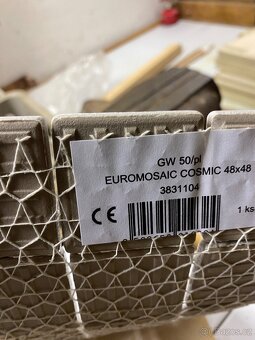 GW 50/pl
EUROMOSAIC COSMIC 48x48
3831104
CE
1 ks